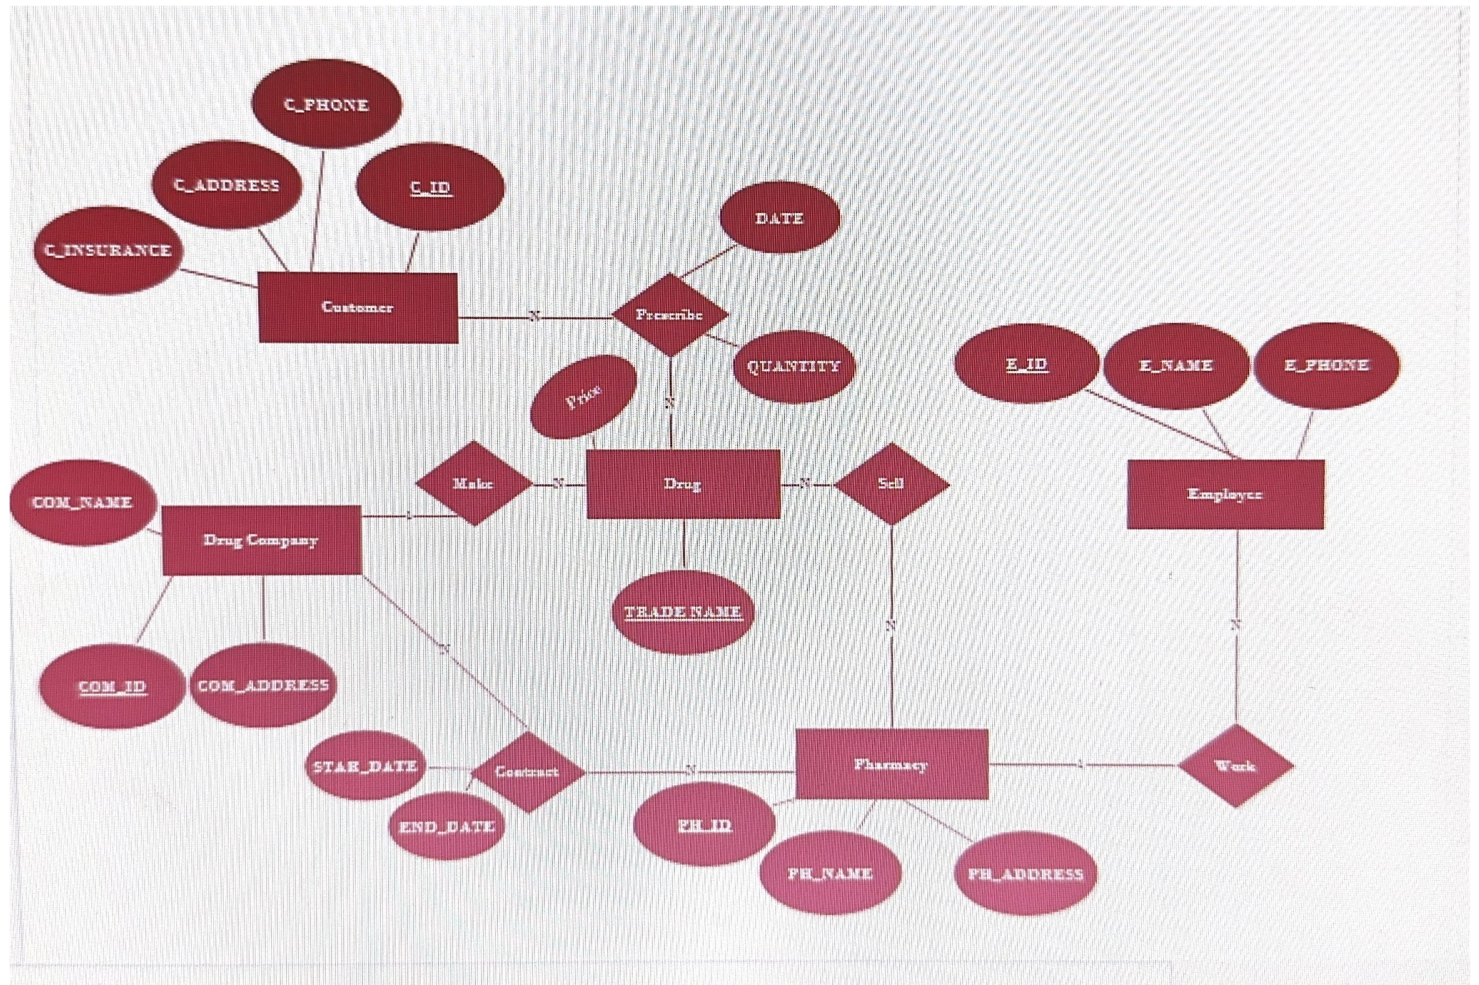 C_PHONE
C_ADDRESS
C_ID
C_INSURANCE
Customer
N
Prescribe
DATE
QUANTITY
Price
N
E_ID
E_NAME
E_PHONE
Make
N
Drug
N
Sell
Employee
COM_NAME
1
Drug Company
TRADE NAME
N
N
N
COM_ID
COM_ADDRESS
STAR_DATE
Contract
N
Pharmacy
1
Work
END_DATE
PH_ID
PH_NAME
PH_ADDRESS